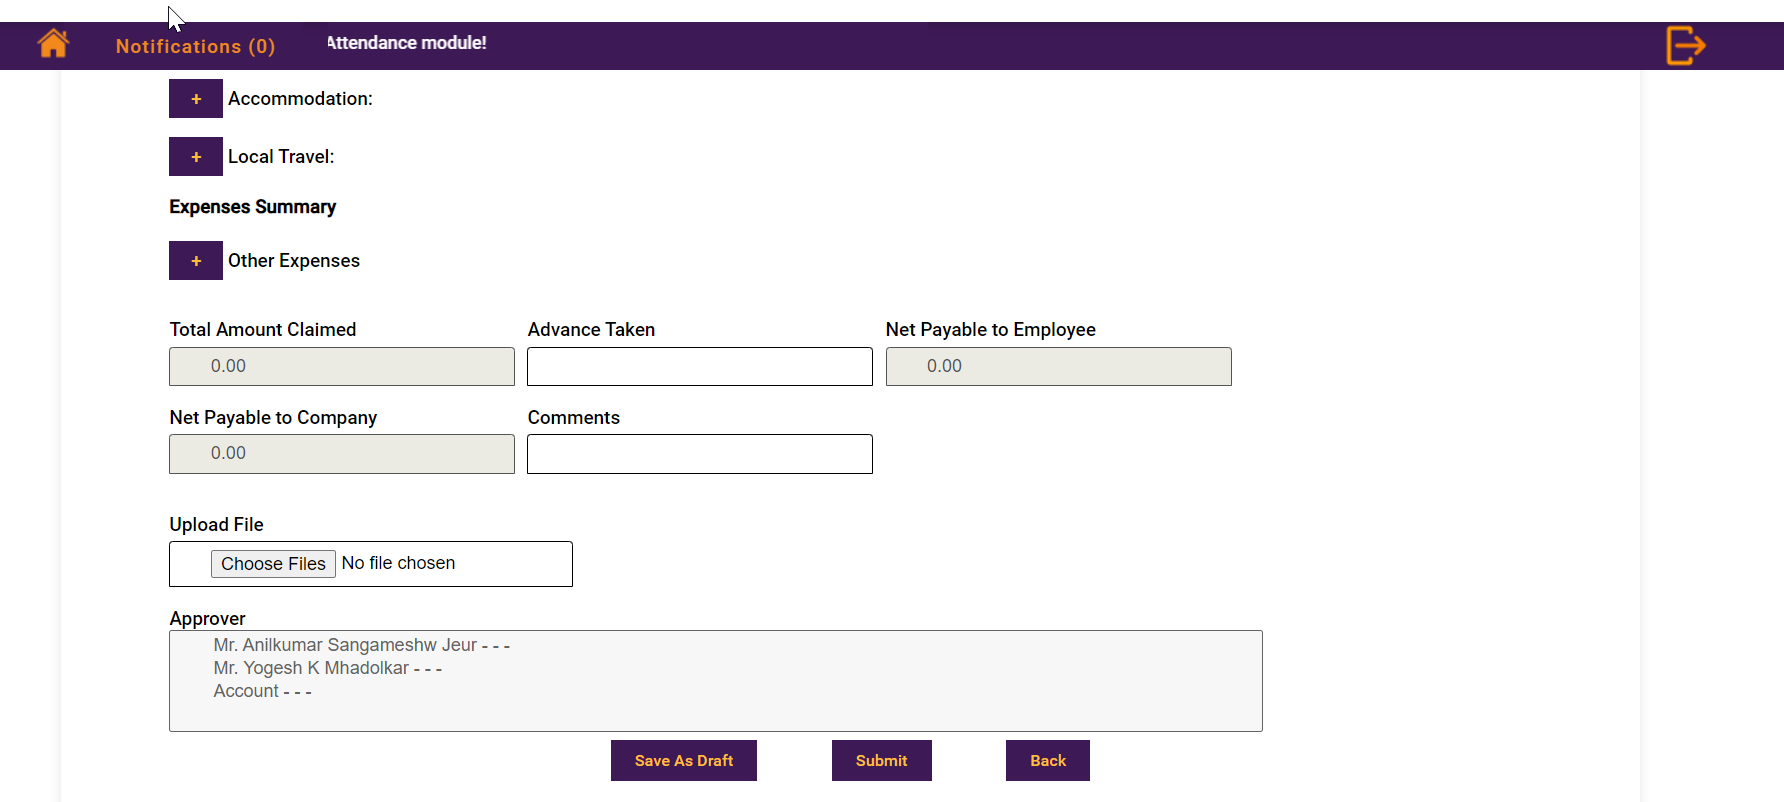 Notifications (0)
Attendance module!
+ Accommodation:
+ Local Travel:
Expenses Summary
+ Other Expenses
Total Amount Claimed Advance Taken Net Payable to Employee
0.00 0.00
Net Payable to Company Comments
0.00
Upload File
Choose Files No file chosen
Approver
Mr. Anilkumar Sangameshw Jeur - - -
Mr. Yogesh K Mhadolkar - - -
Account - - -
Save As Draft Submit Back